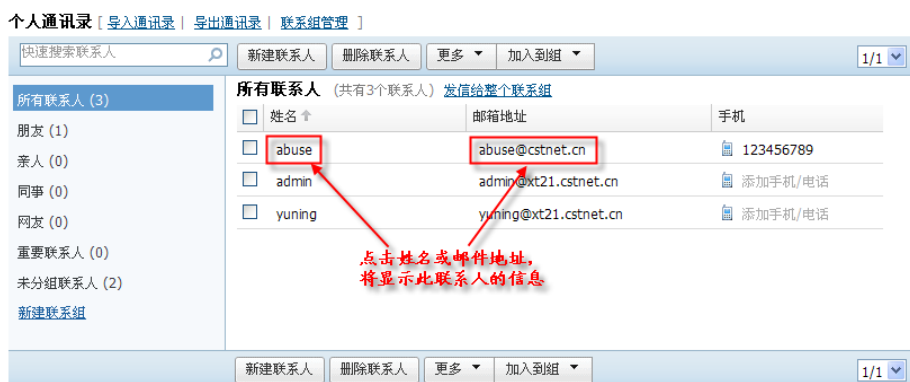 个人通讯录 [ 导入通讯录 | 导出通讯录 | 联系组管理 ]
快速搜索联系人 新建联系人 删除联系人 更多 ▼ 加入到组 ▼ 1/1
所有联系人 (3)
朋友 (1)
亲人 (0)
同事 (0)
网友 (0)
重要联系人 (0)
未分组联系人 (2)
新建联系组
所有联系人 (共有3个联系人) 发信给整个联系组
姓名 邮箱地址 手机
abuse abuse@cstnet.cn 123456789
admin admin@xt21.cstnet.cn 添加手机/电话
yuning yuning@xt21.cstnet.cn 添加手机/电话
点击姓名或邮件地址，
将显示此联系人的信息
新建联系人 删除联系人 更多 ▼ 加入到组 ▼ 1/1